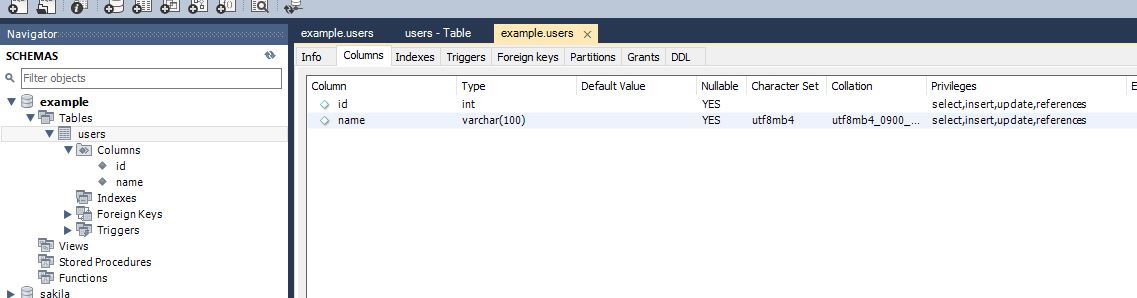 Navigator
example.users users - Table example.users ×
SCHEMAS
Info Columns Indexes Triggers Foreign keys Partitions Grants DDL
Filter objects
Column Type Default Value Nullable Character Set Collation Privileges E
example
id int YES select,insert,update,references
Tables
name varchar(100) YES utf8mb4 utf8mb4_0900_... select,insert,update,references
users
Columns
id
name
Indexes
Foreign Keys
Triggers
Views
Stored Procedures
Functions
sakila